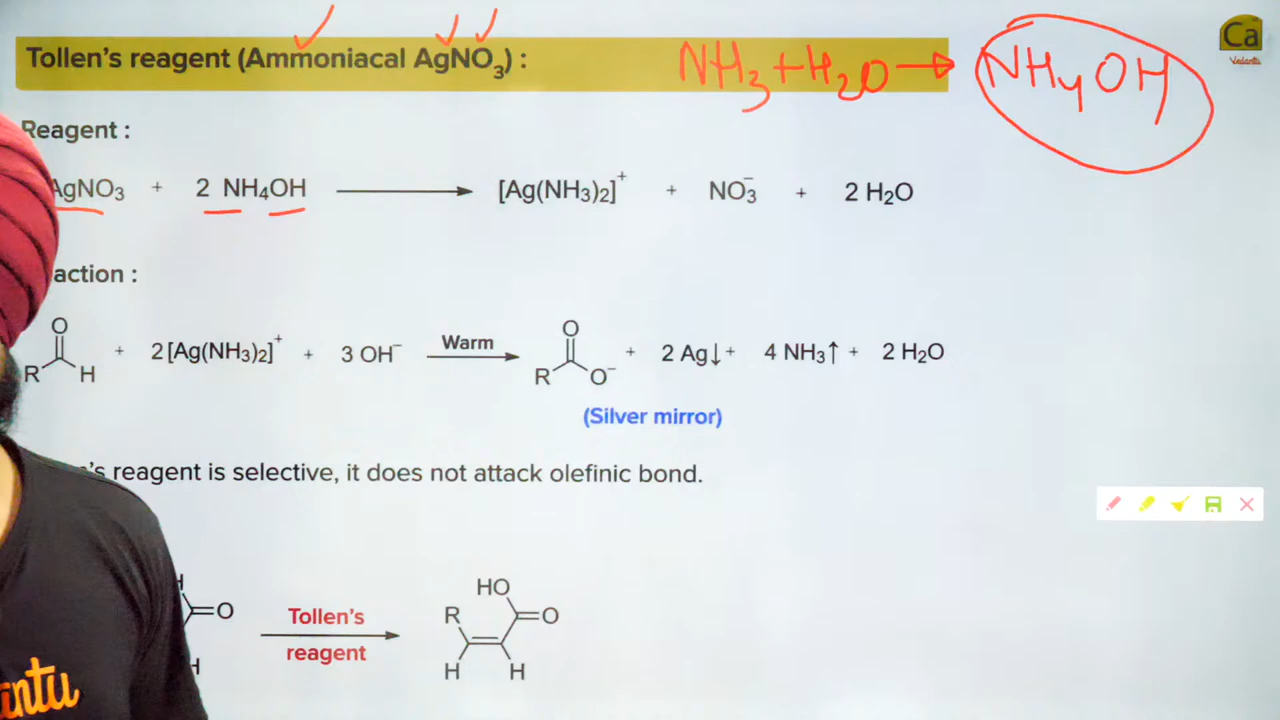 Tollen's reagent (Ammoniacal AgNO₃) :
NH₃ + H₂O → NH₄OH
Ca
Vedantu
Reagent :
AgNO₃ + 2 NH₄OH ⟶ [Ag(NH₃)₂]⁺ + NO₃⁻ + 2 H₂O
action :
O O
R H + 2 [Ag(NH₃)₂]⁺ + 3 OH⁻ Warm ⟶ R O⁻ + 2 Ag↓ + 4 NH₃↑ + 2 H₂O
(Silver mirror)
's reagent is selective, it does not attack olefinic bond.
H HO
=O Tollen's R =O
reagent
H H H
antu